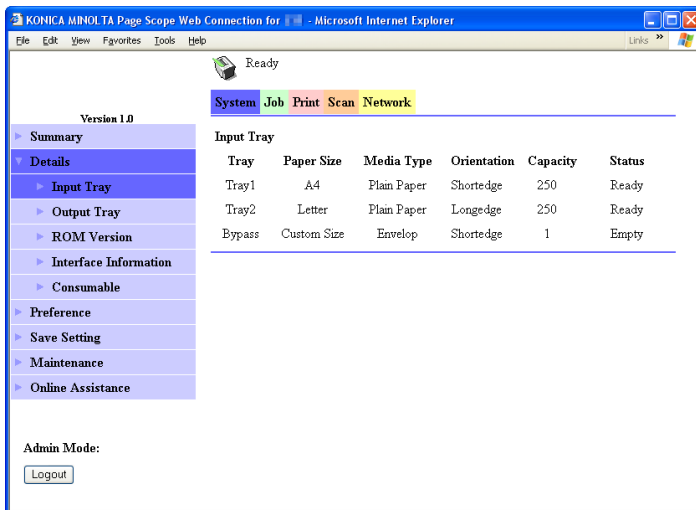 KONICA MINOLTA Page Scope Web Connection for - Microsoft Internet Explorer
File Edit View Favorites Tools Help
Links »
Ready
System Job Print Scan Network
Version 1.0
Summary
Details
Input Tray
Output Tray
ROM Version
Interface Information
Consumable
Preference
Save Setting
Maintenance
Online Assistance
Admin Mode:
Logout
Input Tray
Tray Paper Size Media Type Orientation Capacity Status
Tray1 A4 Plain Paper Shortedge 250 Ready
Tray2 Letter Plain Paper Longedge 250 Ready
Bypass Custom Size Envelop Shortedge 1 Empty